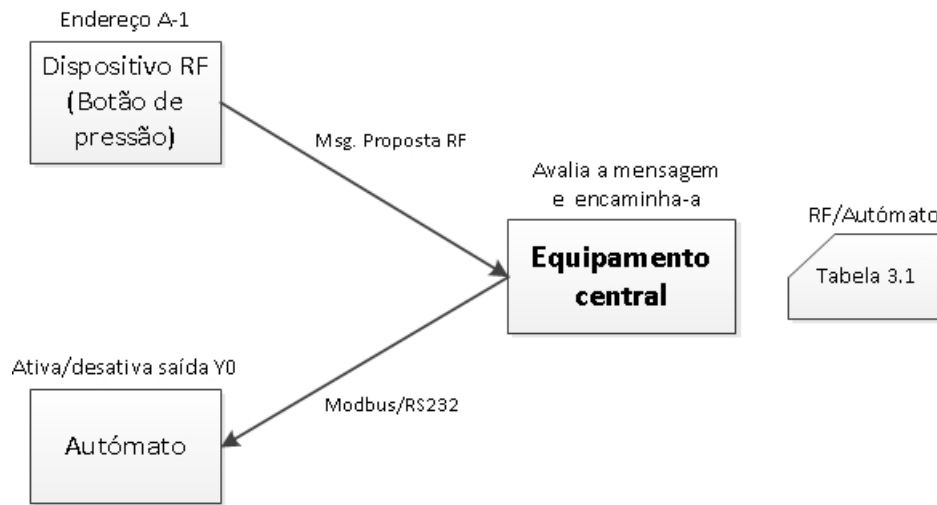 Endereço A-1
Dispositivo RF
(Botão de
pressão)
Msg. Proposta RF
Avalia a mensagem
e encaminha-a
Equipamento
central
RF/Autómato
Tabela 3.1
Ativa/desativa saída Y0
Autómato
Modbus/RS232